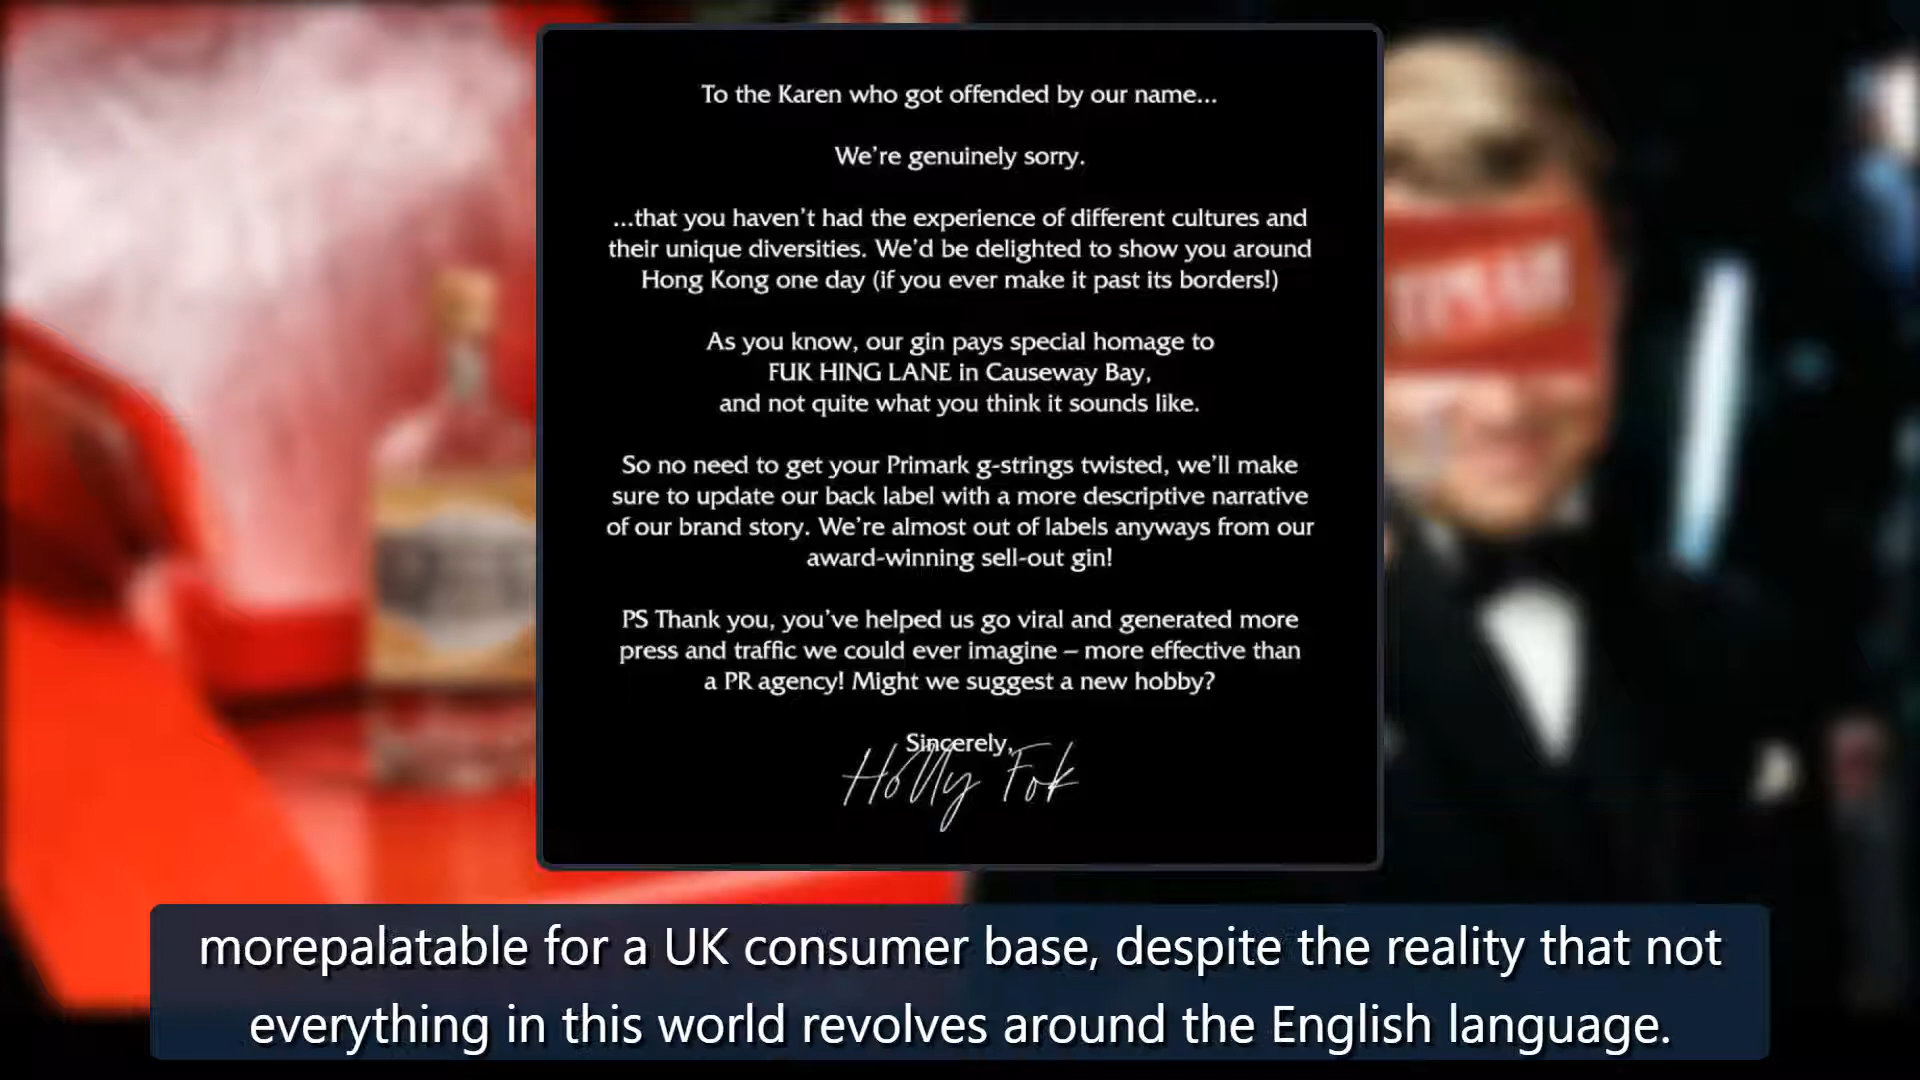 To the Karen who got offended by our name...
We're genuinely sorry.
...that you haven't had the experience of different cultures and
their unique diversities. We'd be delighted to show you around
Hong Kong one day (if you ever make it past its borders!)
As you know, our gin pays special homage to
FUK HING LANE in Causeway Bay,
and not quite what you think it sounds like.
So no need to get your Primark g-strings twisted, we'll make
sure to update our back label with a more descriptive narrative
of our brand story. We're almost out of labels anyways from our
award-winning sell-out gin!
PS Thank you, you've helped us go viral and generated more
press and traffic we could ever imagine – more effective than
a PR agency! Might we suggest a new hobby?
Sincerely,
Holly Fok
morepalatable for a UK consumer base, despite the reality that not
everything in this world revolves around the English language.